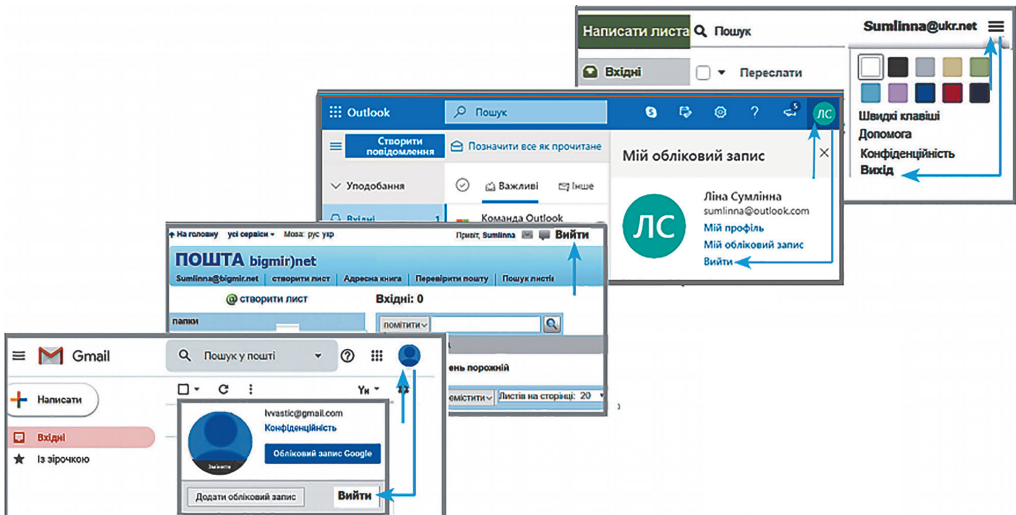 Написати листа
Пошук
Sumlinna@ukr.net
Вхідні
Переслати
Швидкі клавіші
Допомога
Конфіденційність
Вихід
Outlook
Пошук
5
ЛС
Створити
повідомлення
Позначити все як прочитане
Мій обліковий запис
Уподобання
Важливі
Інше
Вхідні 1
Команда Outlook
ЛС
Ліна Сумлінна
sumlinna@outlook.com
Мій профіль
Мій обліковий запис
Вийти
На головну усі сервіси Мова: рус укр
Привіт, Sumlinna
Вийти
ПОШТА bigmir)net
Sumlinna@bigmir.net створити лист Адресна книга Перевірити пошту Пошук листів
@ створити лист
Вхідні: 0
папки
помітити
ень порожній
емістити
Листів на сторінці: 20
Gmail
Пошук у пошті
Написати
Ук
Вхідні
Із зірочкою
lvvastic@gmail.com
Конфіденційність
Обліковий запис Google
Змінити
Додати обліковий запис
Вийти